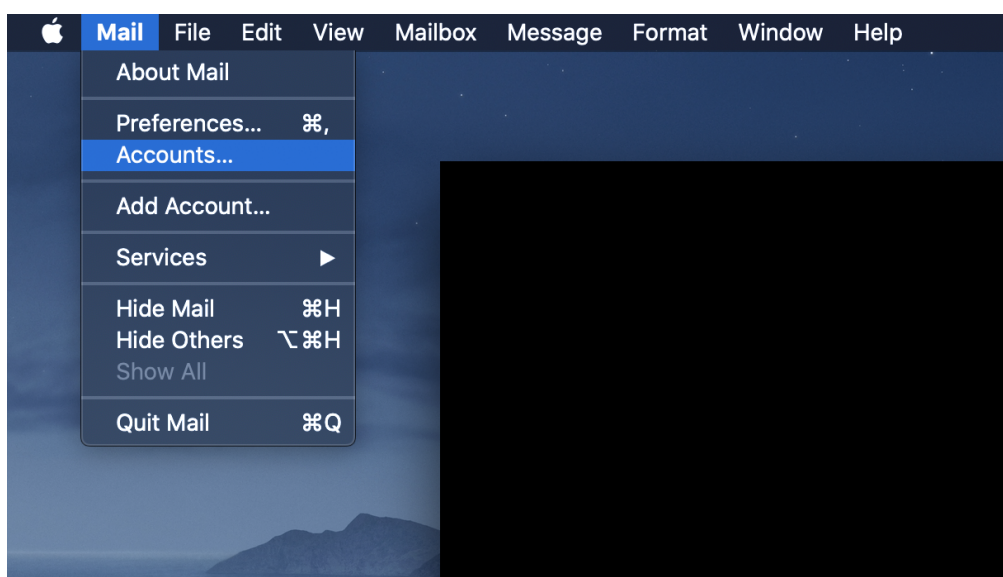 Mail File Edit View Mailbox Message Format Window Help
About Mail
Preferences... ⌘,
Accounts...
Add Account...
Services ▶
Hide Mail ⌘H
Hide Others ⌥⌘H
Show All
Quit Mail ⌘Q